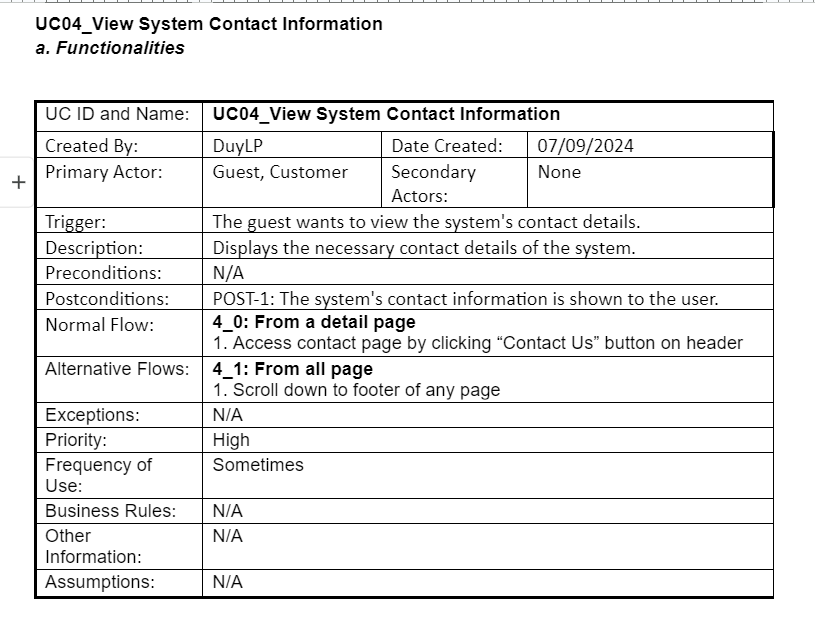 UC04_View System Contact Information
a. Functionalities
UC ID and Name: UC04_View System Contact Information
Created By: DuyLP Date Created: 07/09/2024
Primary Actor: Guest, Customer Secondary Actors: None
Trigger: The guest wants to view the system's contact details.
Description: Displays the necessary contact details of the system.
Preconditions: N/A
Postconditions: POST-1: The system's contact information is shown to the user.
Normal Flow: 4_0: From a detail page
1. Access contact page by clicking “Contact Us” button on header
Alternative Flows: 4_1: From all page
1. Scroll down to footer of any page
Exceptions: N/A
Priority: High
Frequency of Use: Sometimes
Business Rules: N/A
Other Information: N/A
Assumptions: N/A